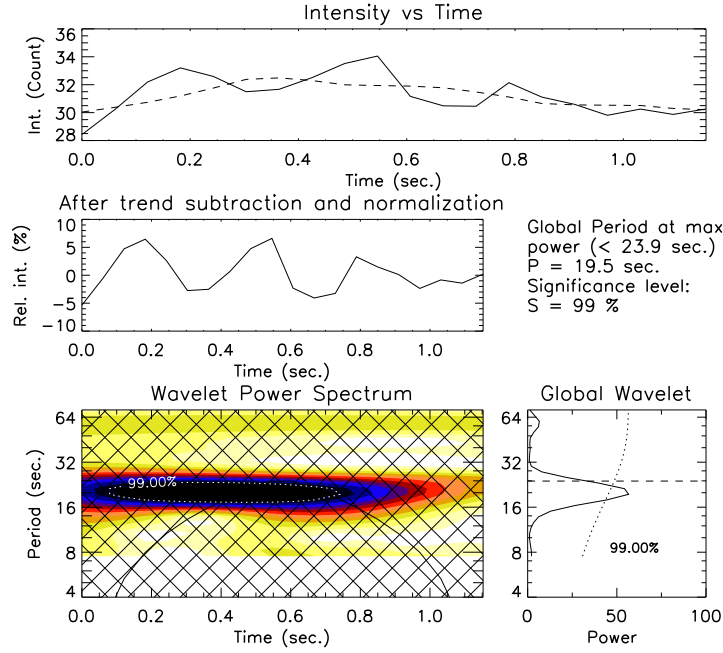 Intensity vs Time
36
34
32
30
28
Int. (Count)
0.0 0.2 0.4 0.6 0.8 1.0
Time (sec.)
After trend subtraction and normalization
10
5
0
−5
−10
Rel. int. (%)
0.0 0.2 0.4 0.6 0.8 1.0
Time (sec.)
Global Period at max
power (< 23.9 sec.)
P = 19.5 sec.
Significance level:
S = 99 %
Wavelet Power Spectrum
64
32
16
8
4
Period (sec.)
99.00%
0.0 0.2 0.4 0.6 0.8 1.0
Time (sec.)
Global Wavelet
64
32
16
8
4
99.00%
0 50 100
Power